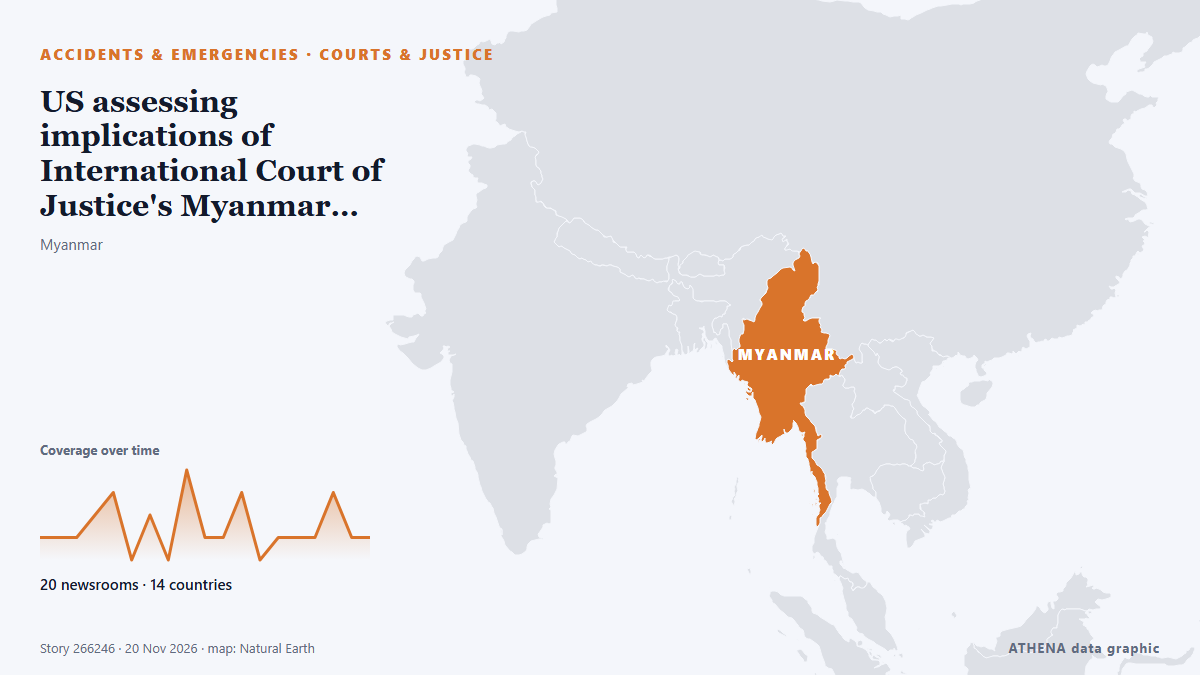 ACCIDENTS & EMERGENCIES · COURTS & JUSTICE
US assessing
implications of
International Court of
Justice's Myanmar...
Myanmar
MYANMAR
Coverage over time
20 newsrooms · 14 countries
Story 266246 · 20 Nov 2026 · map: Natural Earth
ATHENA data graphic